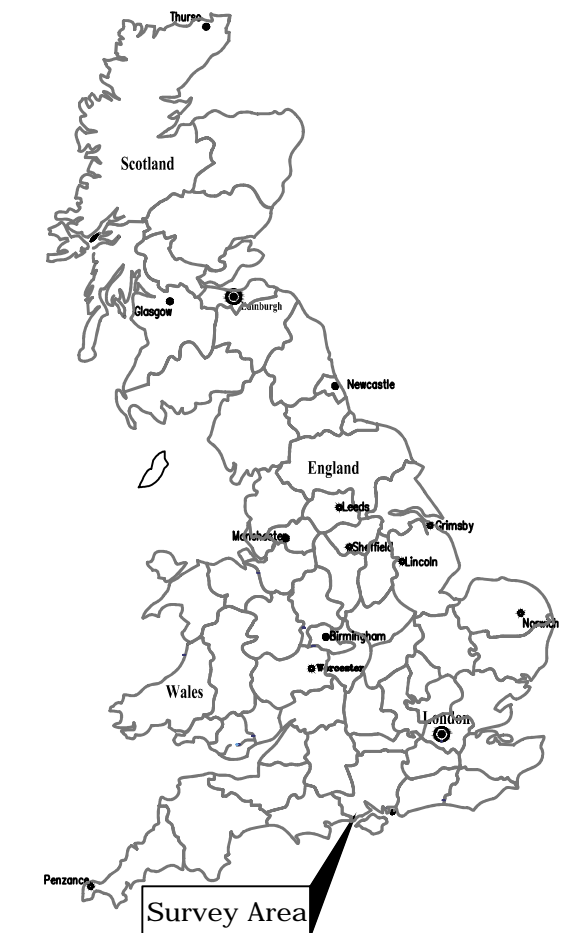 Thurso
Scotland
Edinburgh
Glasgow
Newcastle
England
Leeds
Grimsby
Manchester
Sheffield
Lincoln
Norwich
Birmingham
Worcester
Wales
London
Penzance
Survey Area